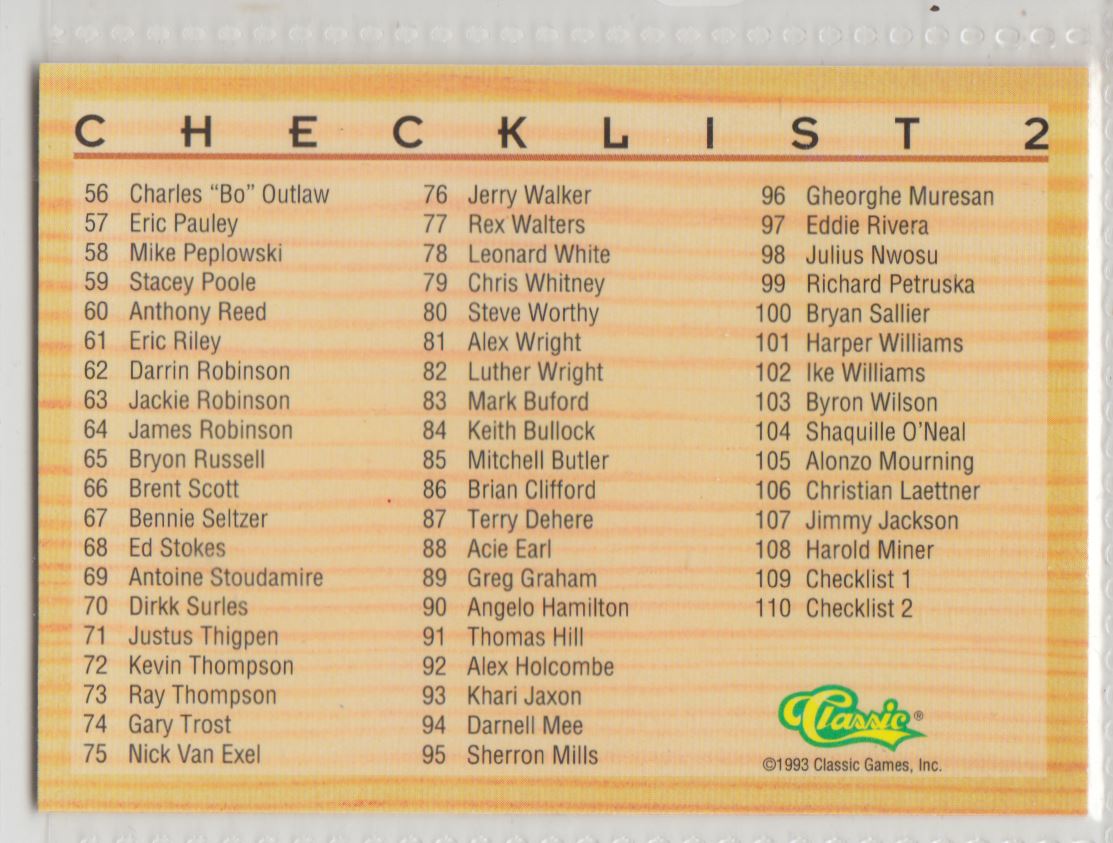 CHECKLIST 2
56 Charles “Bo” Outlaw
57 Eric Pauley
58 Mike Peplowski
59 Stacey Poole
60 Anthony Reed
61 Eric Riley
62 Darrin Robinson
63 Jackie Robinson
64 James Robinson
65 Bryon Russell
66 Brent Scott
67 Bennie Seltzer
68 Ed Stokes
69 Antoine Stoudamire
70 Dirkk Surles
71 Justus Thigpen
72 Kevin Thompson
73 Ray Thompson
74 Gary Trost
75 Nick Van Exel
76 Jerry Walker
77 Rex Walters
78 Leonard White
79 Chris Whitney
80 Steve Worthy
81 Alex Wright
82 Luther Wright
83 Mark Buford
84 Keith Bullock
85 Mitchell Butler
86 Brian Clifford
87 Terry Dehere
88 Acie Earl
89 Greg Graham
90 Angelo Hamilton
91 Thomas Hill
92 Alex Holcombe
93 Khari Jaxon
94 Darnell Mee
95 Sherron Mills
96 Gheorghe Muresan
97 Eddie Rivera
98 Julius Nwosu
99 Richard Petruska
100 Bryan Sallier
101 Harper Williams
102 Ike Williams
103 Byron Wilson
104 Shaquille O’Neal
105 Alonzo Mourning
106 Christian Laettner
107 Jimmy Jackson
108 Harold Miner
109 Checklist 1
110 Checklist 2
Classic®
©1993 Classic Games, Inc.